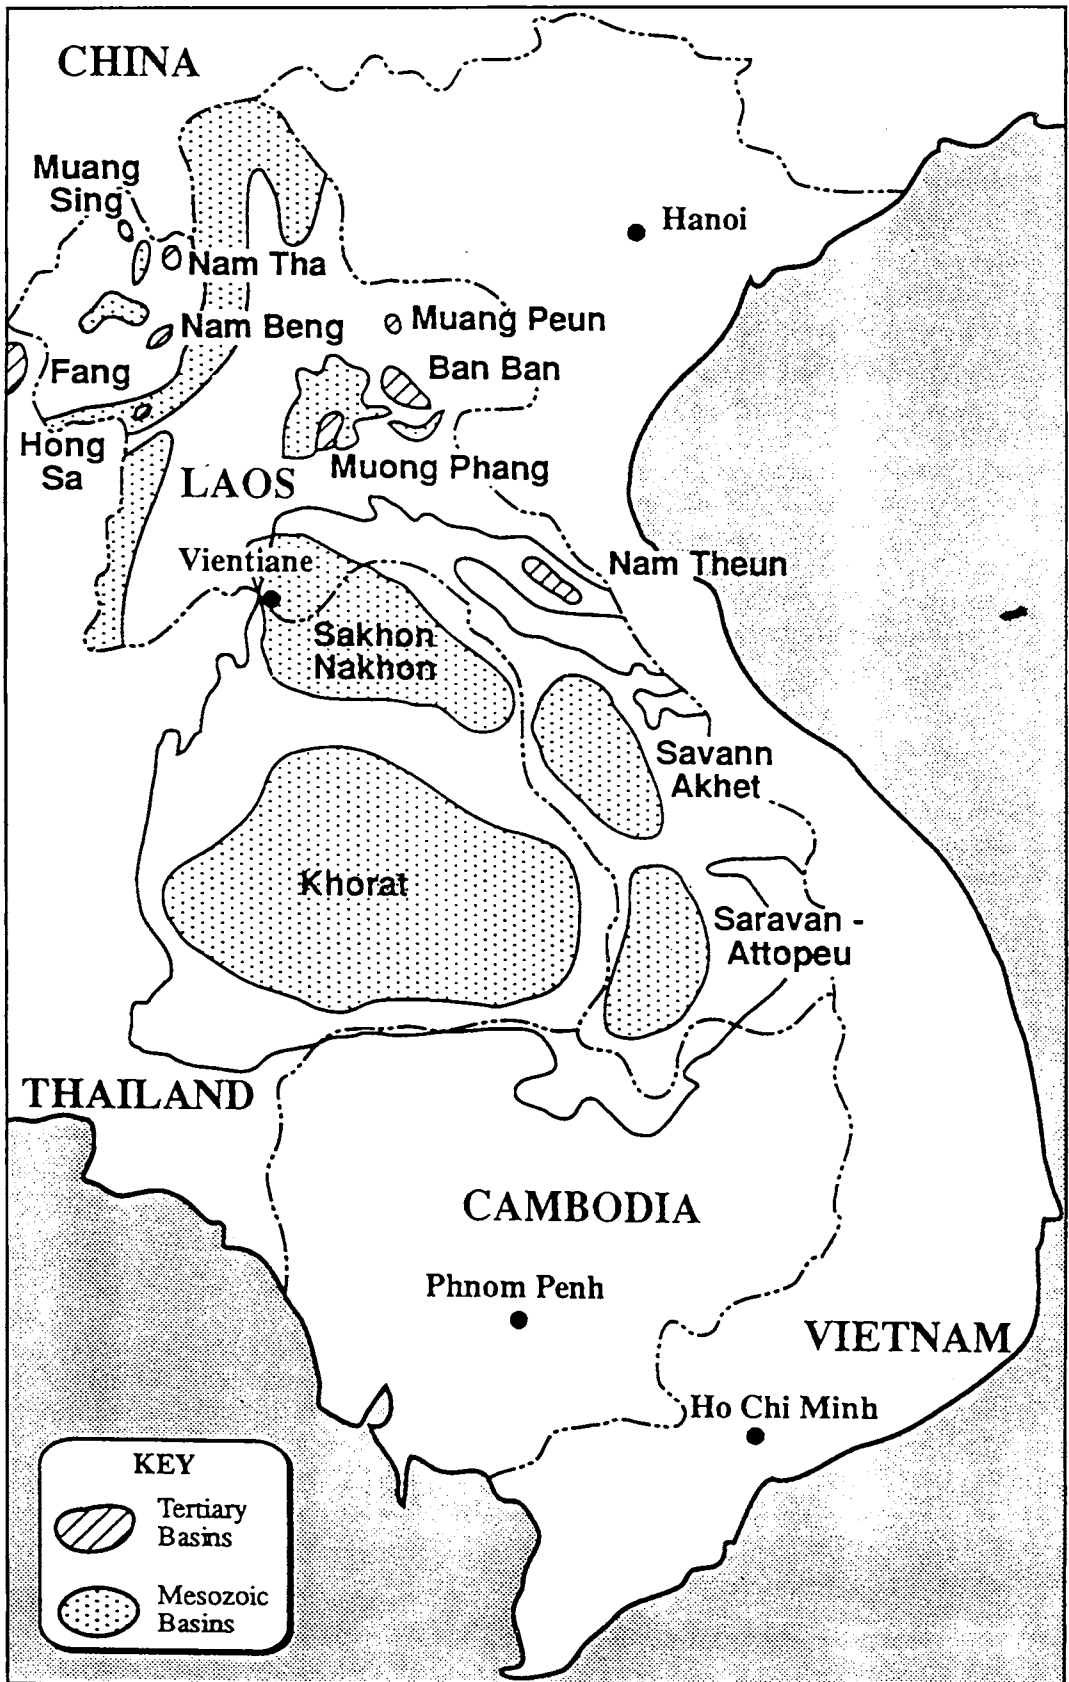 CHINA
Muang
Sing
Hanoi
Nam Tha
Nam Beng
Muang Peun
Fang
Ban Ban
Hong
Sa
Muong Phang
LAOS
Vientiane
Nam Theun
Sakhon
Nakhon
Savann
Akhet
Khorat
Saravan -
Attopeu
THAILAND
CAMBODIA
Phnom Penh
VIETNAM
Ho Chi Minh
KEY
Tertiary
Basins
Mesozoic
Basins